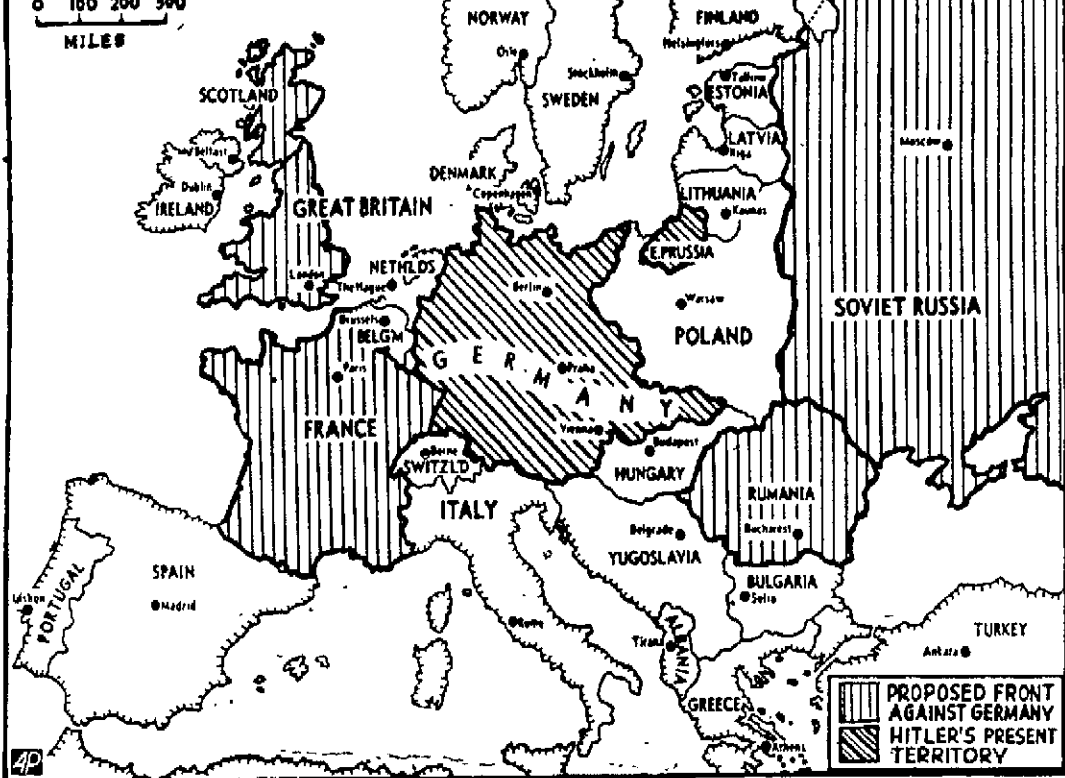 0 100 200 300
MILES
NORWAY
Oslo
FINLAND
Helsingfors
Stockholm
SWEDEN
Tallinn
ESTONIA
SCOTLAND
LATVIA
Riga
Moscow
Belfast
DENMARK
Copenhagen
Dublin
IRELAND
LITHUANIA
Kaunas
GREAT BRITAIN
E.PRUSSIA
London
NETHLDS
The Hague
Berlin
Warsaw
SOVIET RUSSIA
Brussels
BELGM
POLAND
Paris
GERMANY
Praha
FRANCE
Vienna
Budapest
Berne
SWITZLD
HUNGARY
RUMANIA
ITALY
Belgrade
Bucharest
YUGOSLAVIA
SPAIN
BULGARIA
Sofia
Lisbon
PORTUGAL
Madrid
Rome
Tirana
ALBANIA
TURKEY
Ankara
GREECE
Athens
PROPOSED FRONT
AGAINST GERMANY
HITLER'S PRESENT
TERRITORY
AP